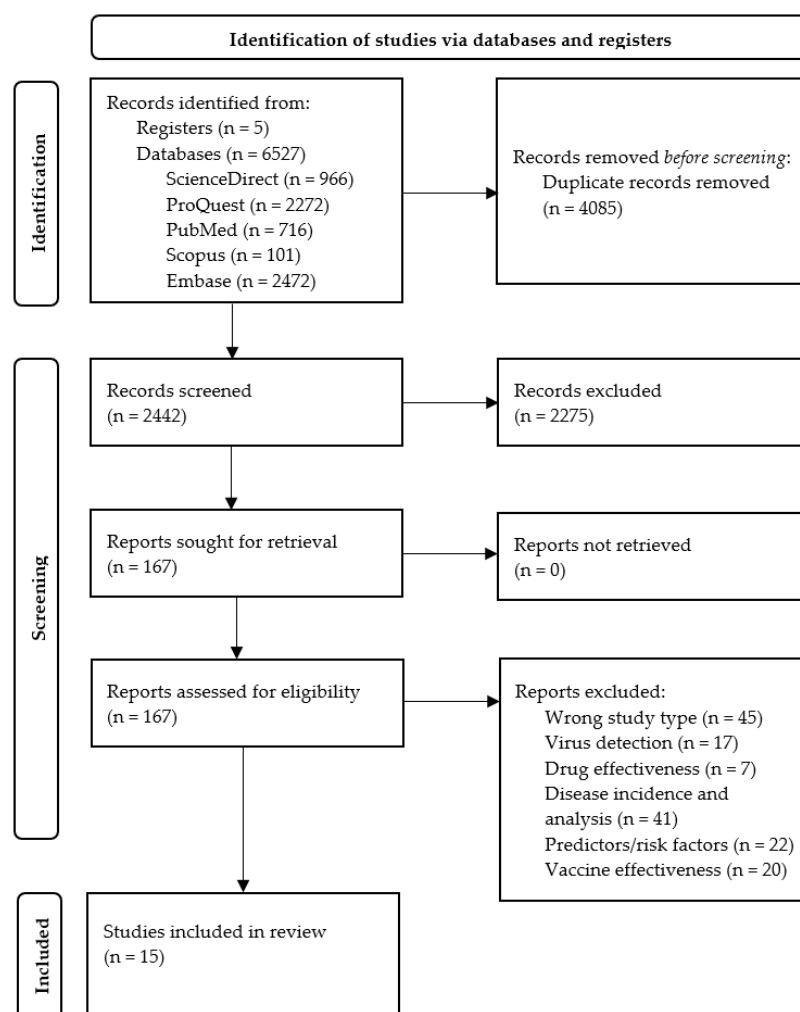 Identification of studies via databases and registers
Identification
Records identified from:
Registers (n = 5)
Databases (n = 6527)
ScienceDirect (n = 966)
ProQuest (n = 2272)
PubMed (n = 716)
Scopus (n = 101)
Embase (n = 2472)
Records removed before screening:
Duplicate records removed
(n = 4085)
Screening
Records screened
(n = 2442)
Records excluded
(n = 2275)
Reports sought for retrieval
(n = 167)
Reports not retrieved
(n = 0)
Reports assessed for eligibility
(n = 167)
Reports excluded:
Wrong study type (n = 45)
Virus detection (n = 17)
Drug effectiveness (n = 7)
Disease incidence and
analysis (n = 41)
Predictors/risk factors (n = 22)
Vaccine effectiveness (n = 20)
Included
Studies included in review
(n = 15)